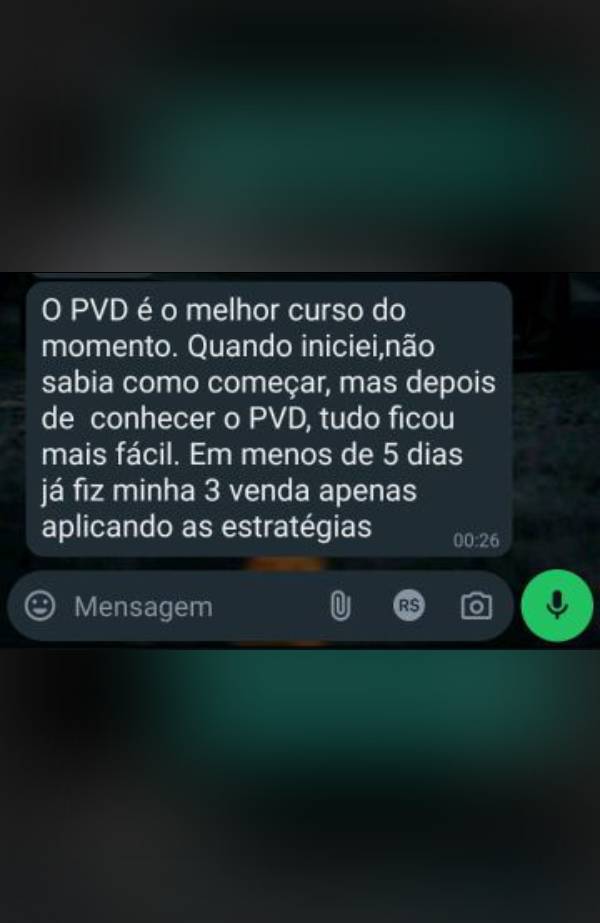 O PVD é o melhor curso do
momento. Quando iniciei,não
sabia como começar, mas depois
de  conhecer o PVD, tudo ficou
mais fácil. Em menos de 5 dias
já fiz minha 3 venda apenas
aplicando as estratégias
00:26
Mensagem
R$